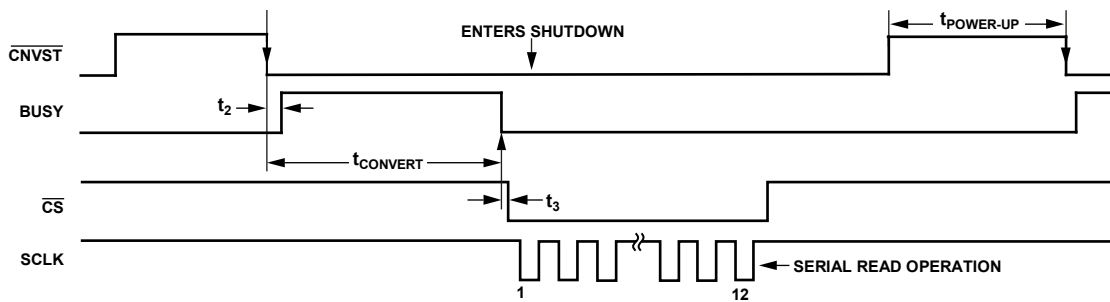 tPOWER-UP
CNVST
ENTERS SHUTDOWN
t2
BUSY
tCONVERT
t3
CS
SCLK
SERIAL READ OPERATION
1
12